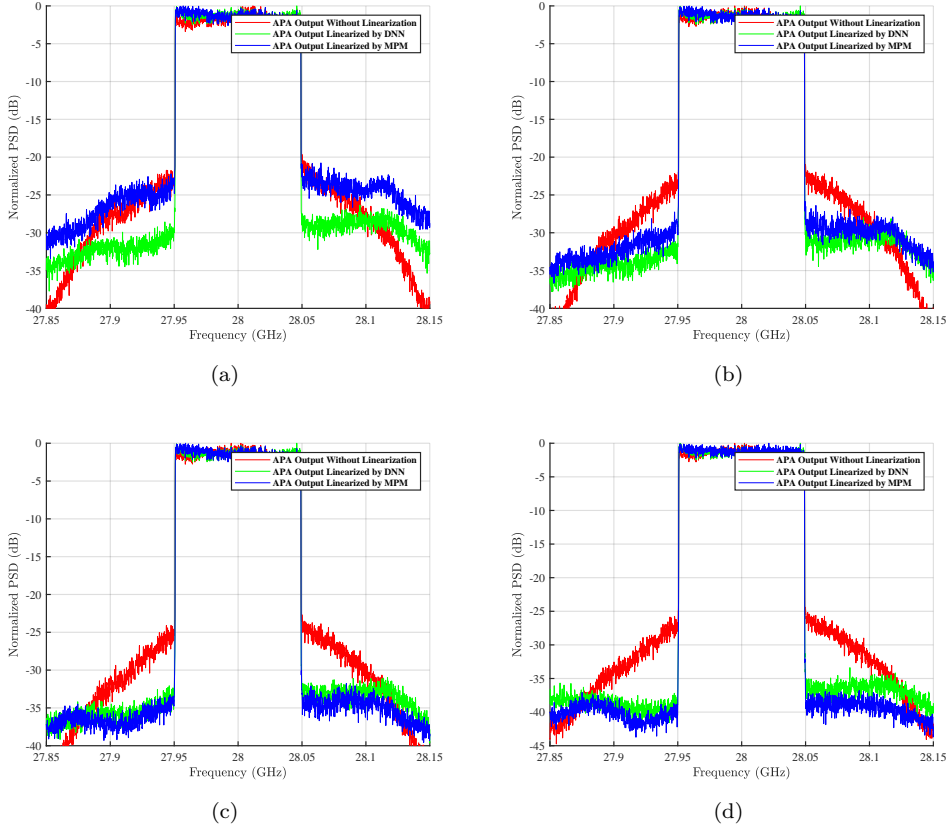 0
-5
-10
-15
-20
-25
-30
-35
-40
Normalized PSD (dB)
APA Output Without Linearization
APA Output Linearized by DNN
APA Output Linearized by MPM
27.85 27.9 27.95 28 28.05 28.1 28.15
Frequency (GHz)
(a)
0
-5
-10
-15
-20
-25
-30
-35
-40
Normalized PSD (dB)
APA Output Without Linearization
APA Output Linearized by DNN
APA Output Linearized by MPM
27.85 27.9 27.95 28 28.05 28.1 28.15
Frequency (GHz)
(b)
0
-5
-10
-15
-20
-25
-30
-35
-40
Normalized PSD (dB)
APA Output Without Linearization
APA Output Linearized by DNN
APA Output Linearized by MPM
27.85 27.9 27.95 28 28.05 28.1 28.15
Frequency (GHz)
(c)
0
-5
-10
-15
-20
-25
-30
-35
-40
-45
Normalized PSD (dB)
APA Output Without Linearization
APA Output Linearized by DNN
APA Output Linearized by MPM
27.85 27.9 27.95 28 28.05 28.1 28.15
Frequency (GHz)
(d)